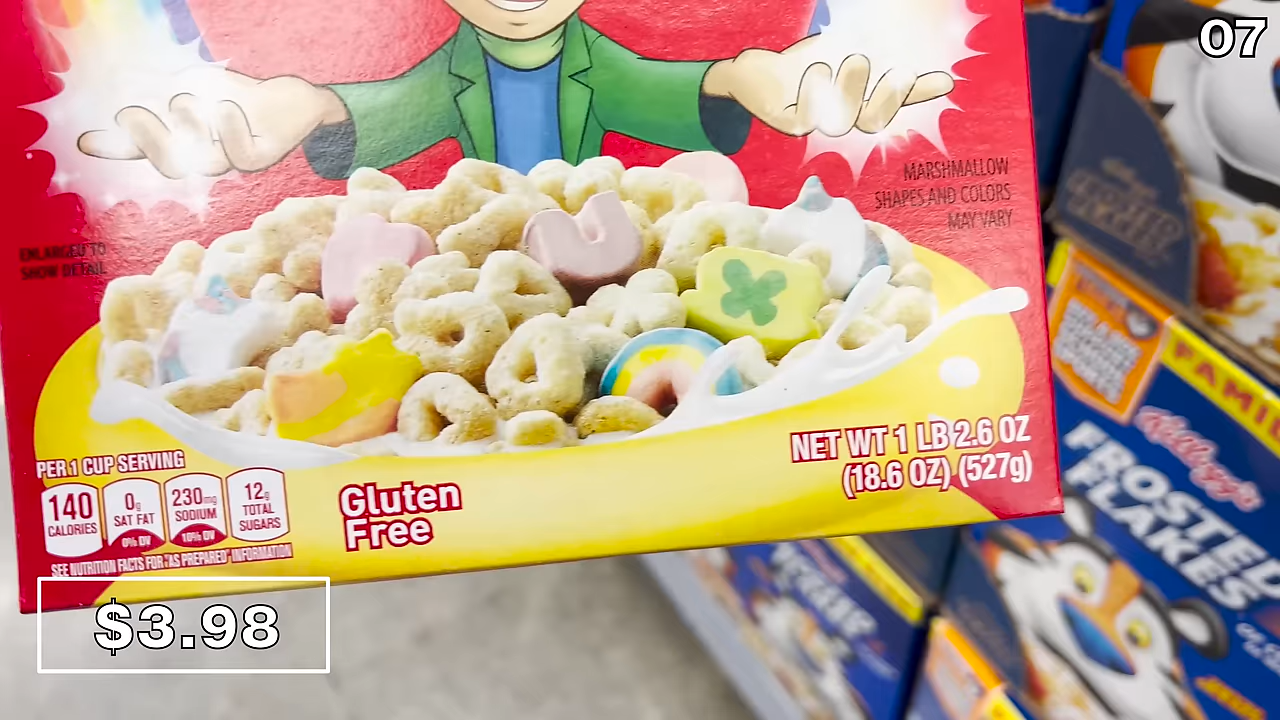 07
MARSHMALLOW
SHAPES AND COLORS
MAY VARY
ENLARGED TO
SHOW DETAIL
NET WT 1 LB 2.6 OZ
(18.6 OZ) (527g)
PER 1 CUP SERVING
140
CALORIES
0g
SAT FAT
0% DV
230mg
SODIUM
10% DV
12g
TOTAL
SUGARS
SEE NUTRITION FACTS FOR "AS PREPARED" INFORMATION
Gluten
Free
$3.98
Kellogg's
FROSTED
FLAKES